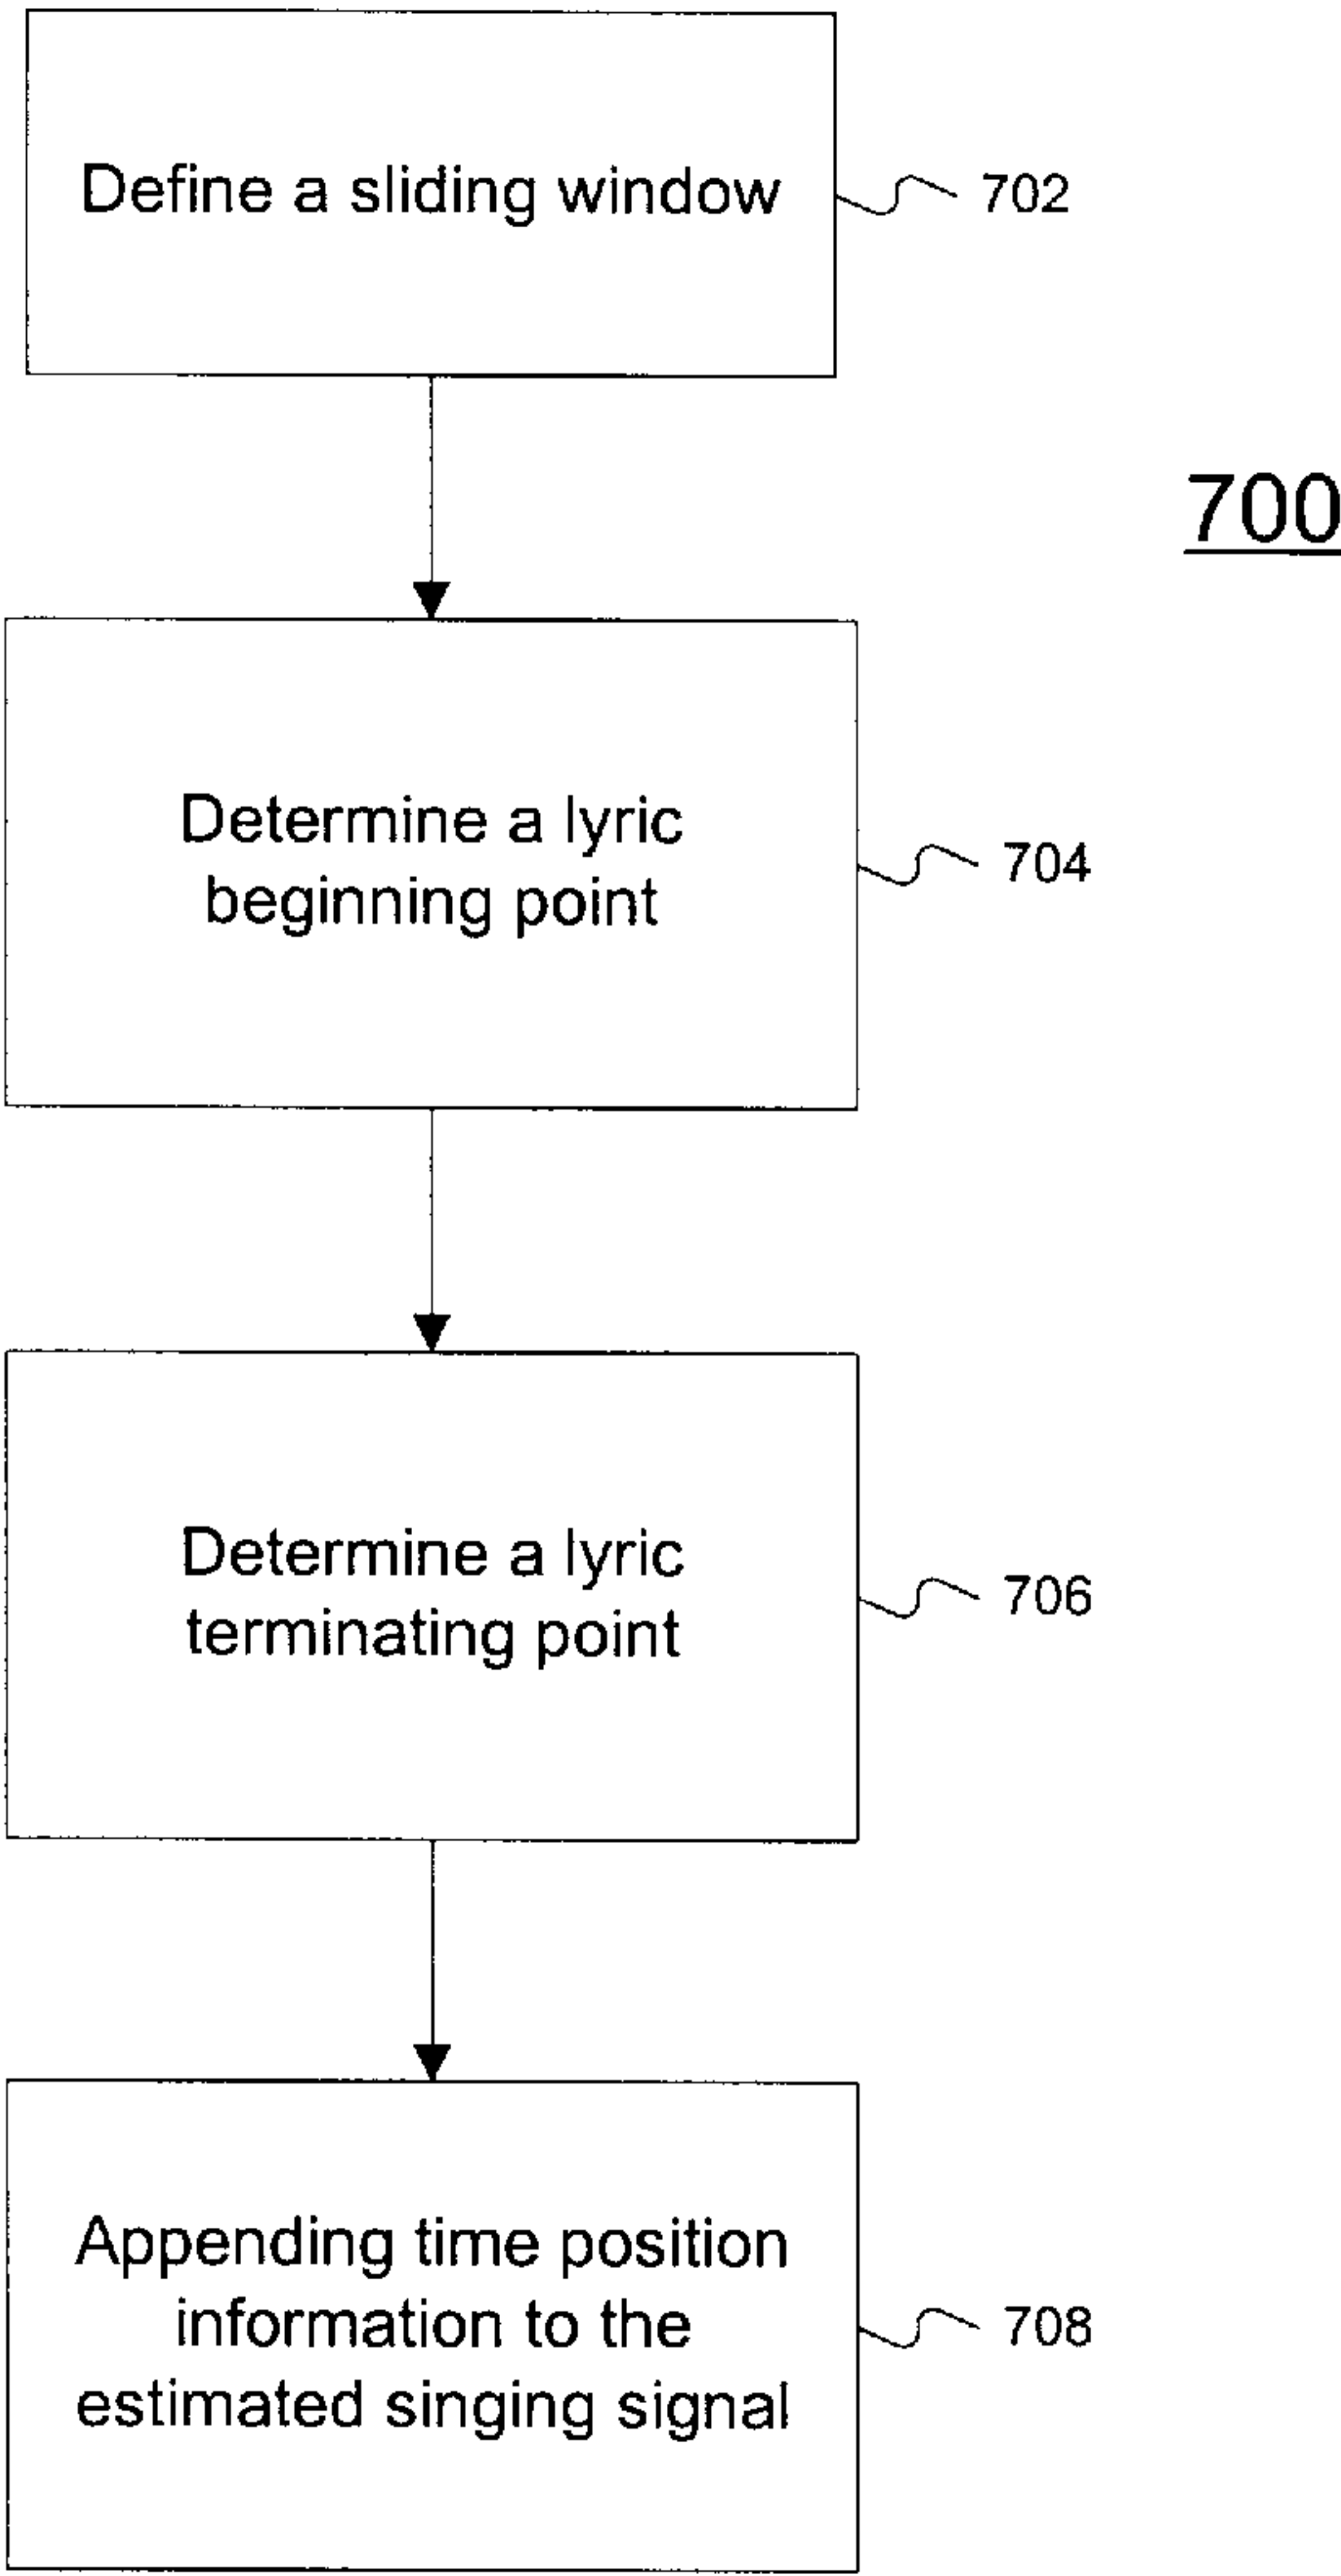 Define a sliding window
702
700
Determine a lyric
beginning point
704
Determine a lyric
terminating point
706
Appending time position
information to the
estimated singing signal
708